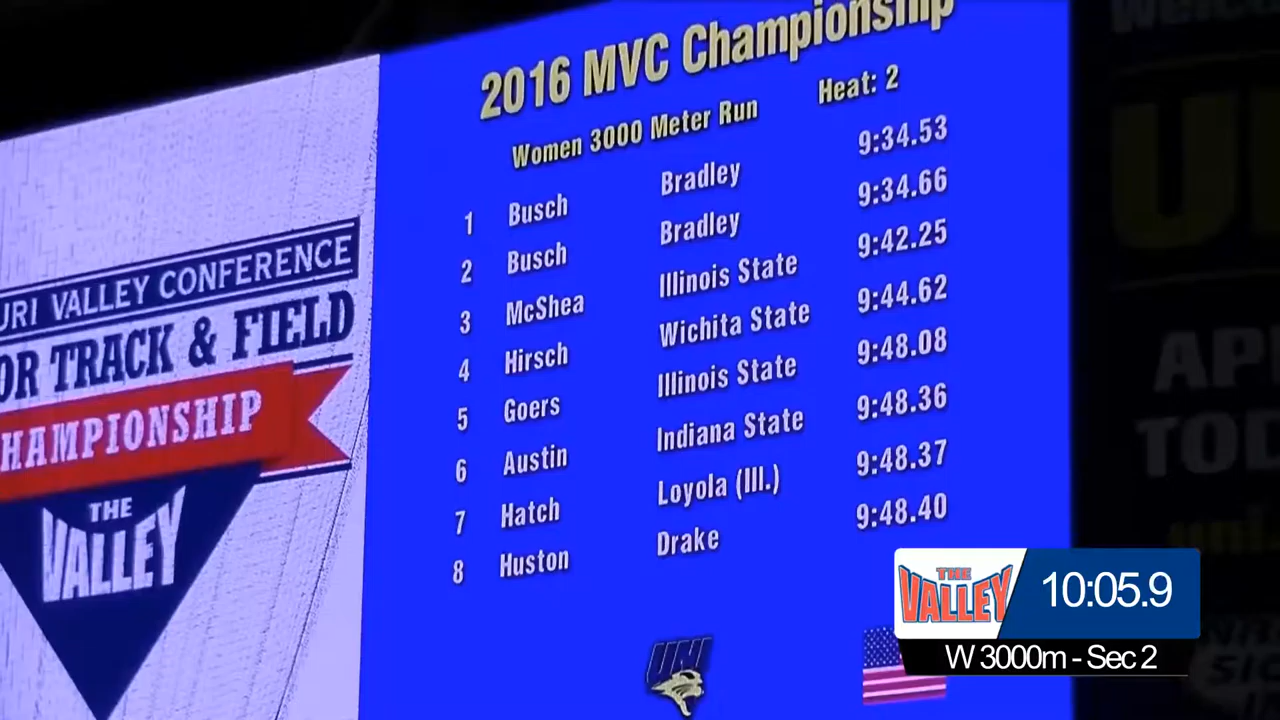 2016 MVC Championship
Women 3000 Meter Run Heat: 2
1 Busch Bradley 9:34.53
2 Busch Bradley 9:34.66
3 McShea Illinois State 9:42.25
4 Hirsch Wichita State 9:44.62
5 Goers Illinois State 9:48.08
6 Austin Indiana State 9:48.36
7 Hatch Loyola (Ill.) 9:48.37
8 Huston Drake 9:48.40
URI VALLEY CONFERENCE
OR TRACK & FIELD
HAMPIONSHIP
THE
VALLEY
UNI
THE
VALLEY
10:05.9
W 3000m - Sec 2